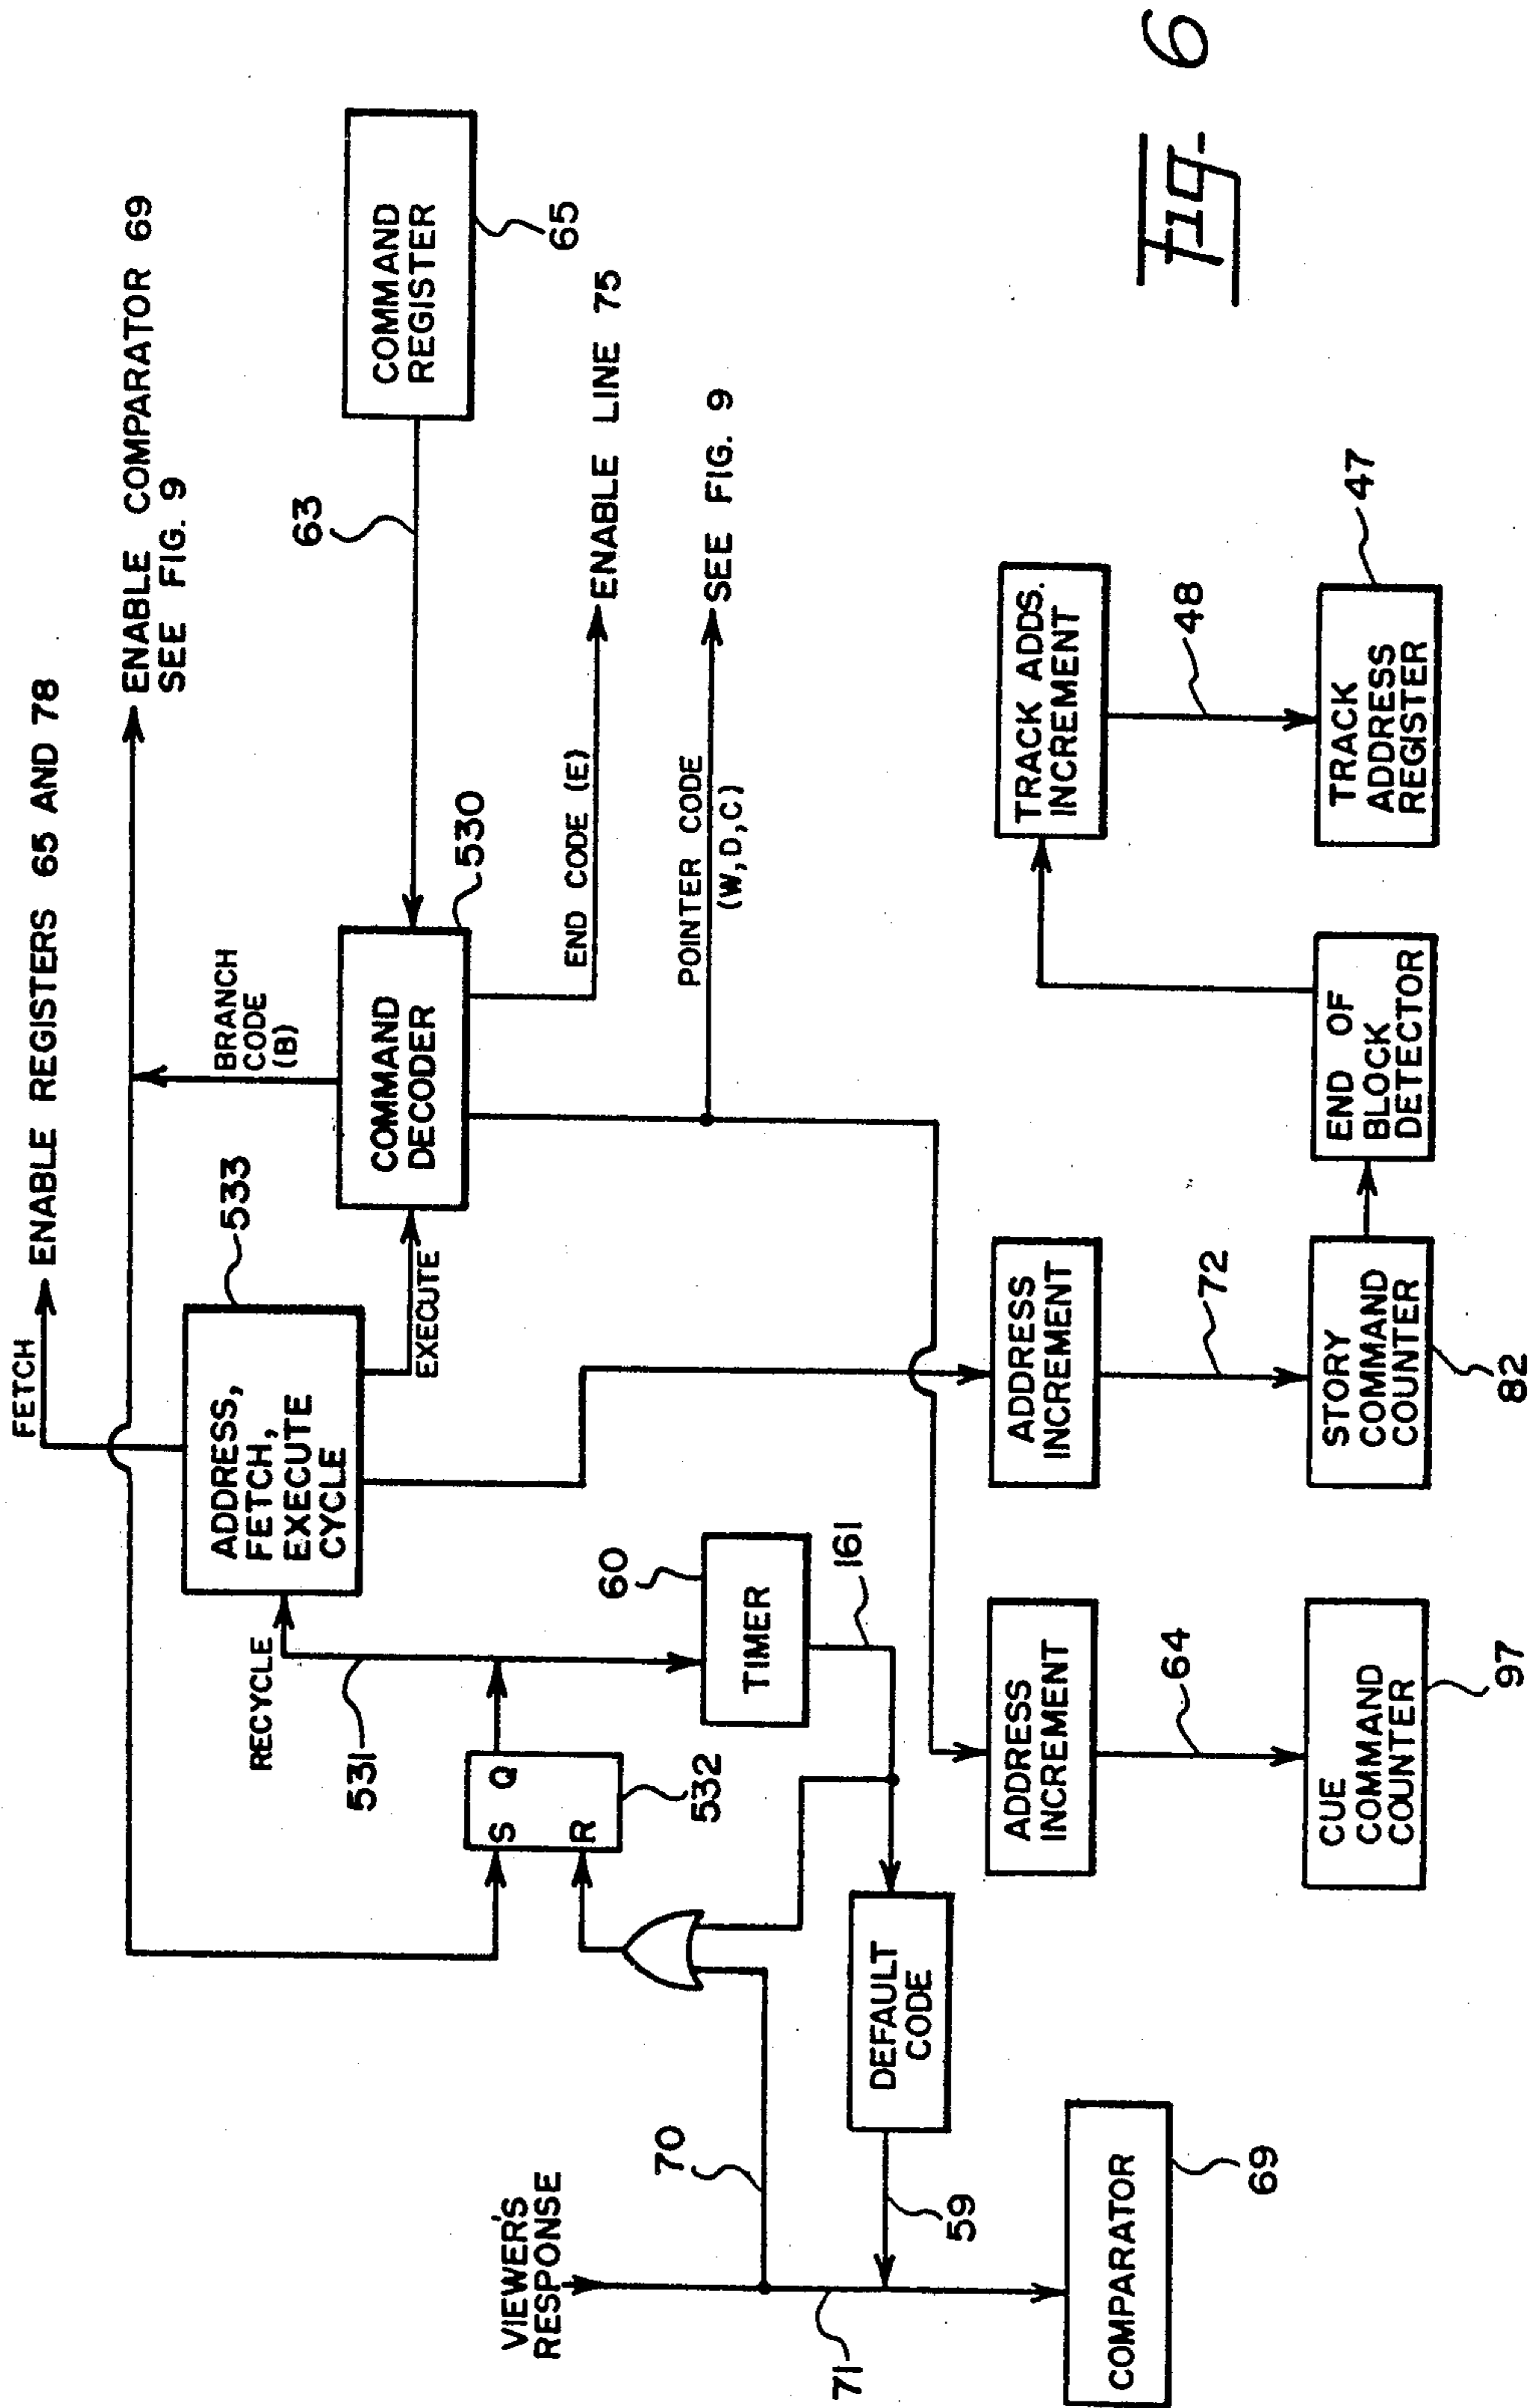 FETCH
ENABLE REGISTERS 65 AND 78
ENABLE COMPARATOR 69
SEE FIG. 9
BRANCH
CODE
(B)
533
ADDRESS,
FETCH,
EXECUTE
CYCLE
RECYCLE
531
EXECUTE
COMMAND
DECODER
530
63
COMMAND
REGISTER
65
END CODE (E)
ENABLE LINE 75
POINTER CODE
(W,D,C)
SEE FIG. 9
S
Q
R
532
60
TIMER
161
VIEWER'S
RESPONSE
70
71
DEFAULT
CODE
59
COMPARATOR
69
ADDRESS
INCREMENT
64
CUE
COMMAND
COUNTER
97
ADDRESS
INCREMENT
72
STORY
COMMAND
COUNTER
82
END OF
BLOCK
DETECTOR
TRACK ADDS.
INCREMENT
48
TRACK
ADDRESS
REGISTER
47
Fig. 6